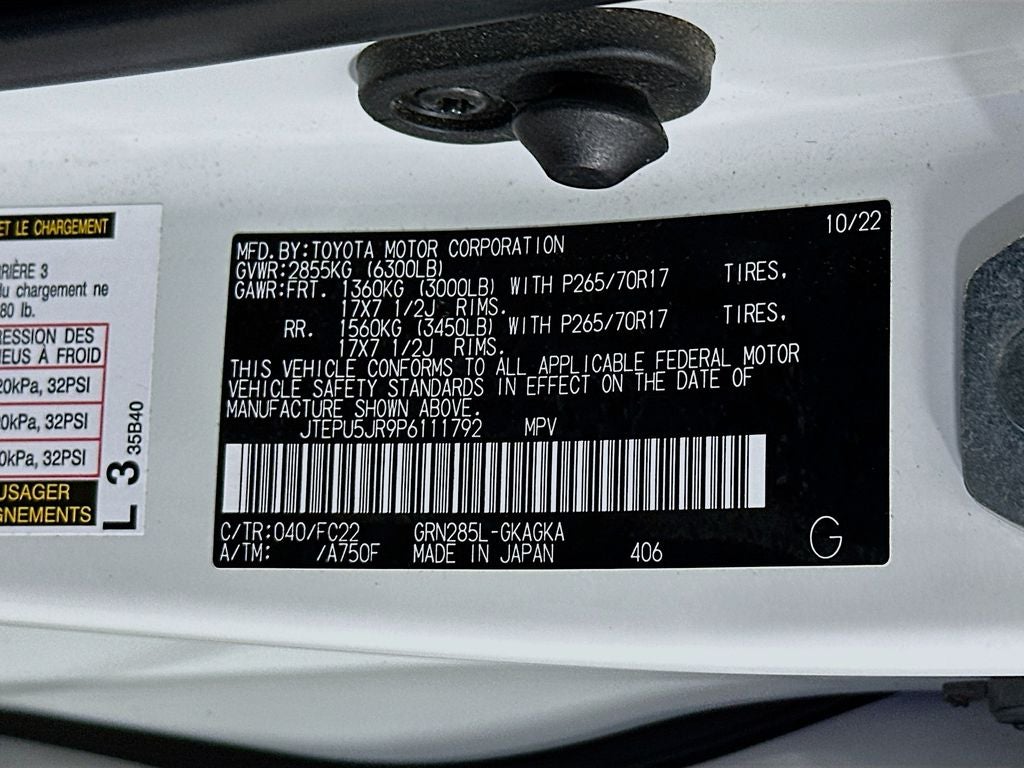 ET LE CHARGEMENT
RIÈRE 3
du chargement ne
80 lb.
RESSION DES
NEUS À FROID
20kPa, 32PSI
0kPa, 32PSI
0kPa, 32PSI
USAGER
GNEMENTS
L 3 35B40
10/22
MFD.BY:TOYOTA MOTOR CORPORATION
GVWR:2855KG (6300LB)
GAWR:FRT. 1360KG (3000LB) WITH P265/70R17 TIRES,
17X7 1/2J RIMS.
RR. 1560KG (3450LB) WITH P265/70R17 TIRES,
17X7 1/2J RIMS.
THIS VEHICLE CONFORMS TO ALL APPLICABLE FEDERAL MOTOR
VEHICLE SAFETY STANDARDS IN EFFECT ON THE DATE OF
MANUFACTURE SHOWN ABOVE.
JTEPU5JR9P6111792 MPV
C/TR:040/FC22 GRN285L-GKAGKA
A/TM: /A750F MADE IN JAPAN 406
G